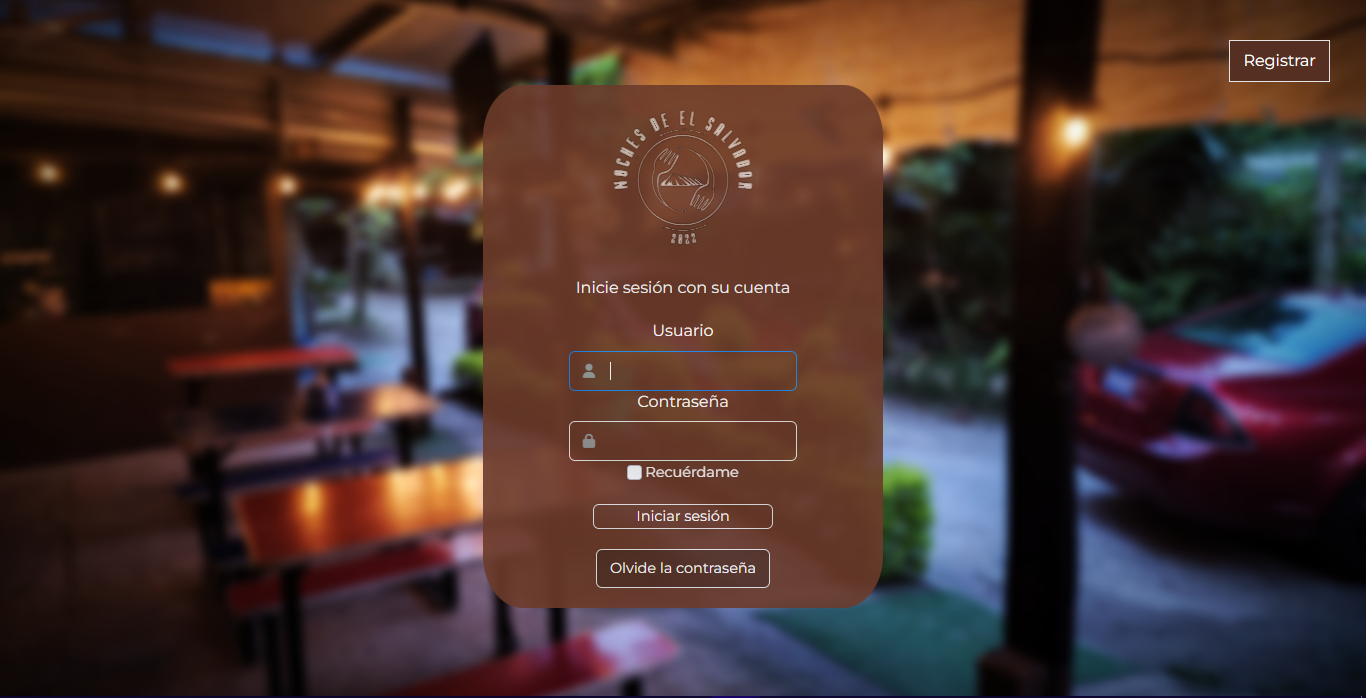 Registrar
NOCHES DE EL SALVADOR
2022
Inicie sesión con su cuenta
Usuario
Contraseña
Recuérdame
Iniciar sesión
Olvide la contraseña